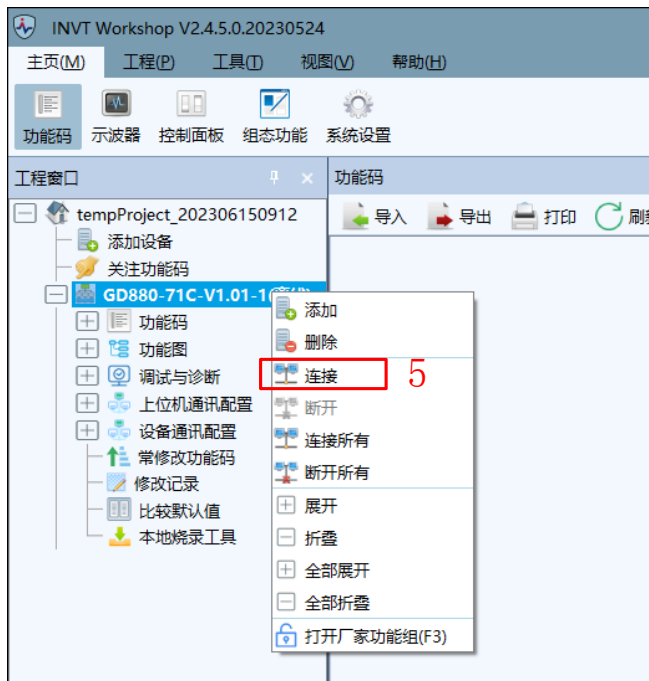 INVT Workshop V2.4.5.0.20230524
主页(M) 工程(P) 工具(T) 视图(V) 帮助(H)
功能码 示波器 控制面板 组态功能 系统设置
工程窗口
功能码
导入 导出 打印 刷新
tempProject_202306150912
添加设备
关注功能码
GD880-71C-V1.01-1
功能码
功能图
调试与诊断
上位机通讯配置
设备通讯配置
常修改功能码
修改记录
比较默认值
本地烧录工具
添加
删除
连接 5
断开
连接所有
断开所有
展开
折叠
全部展开
全部折叠
打开厂家功能组(F3)